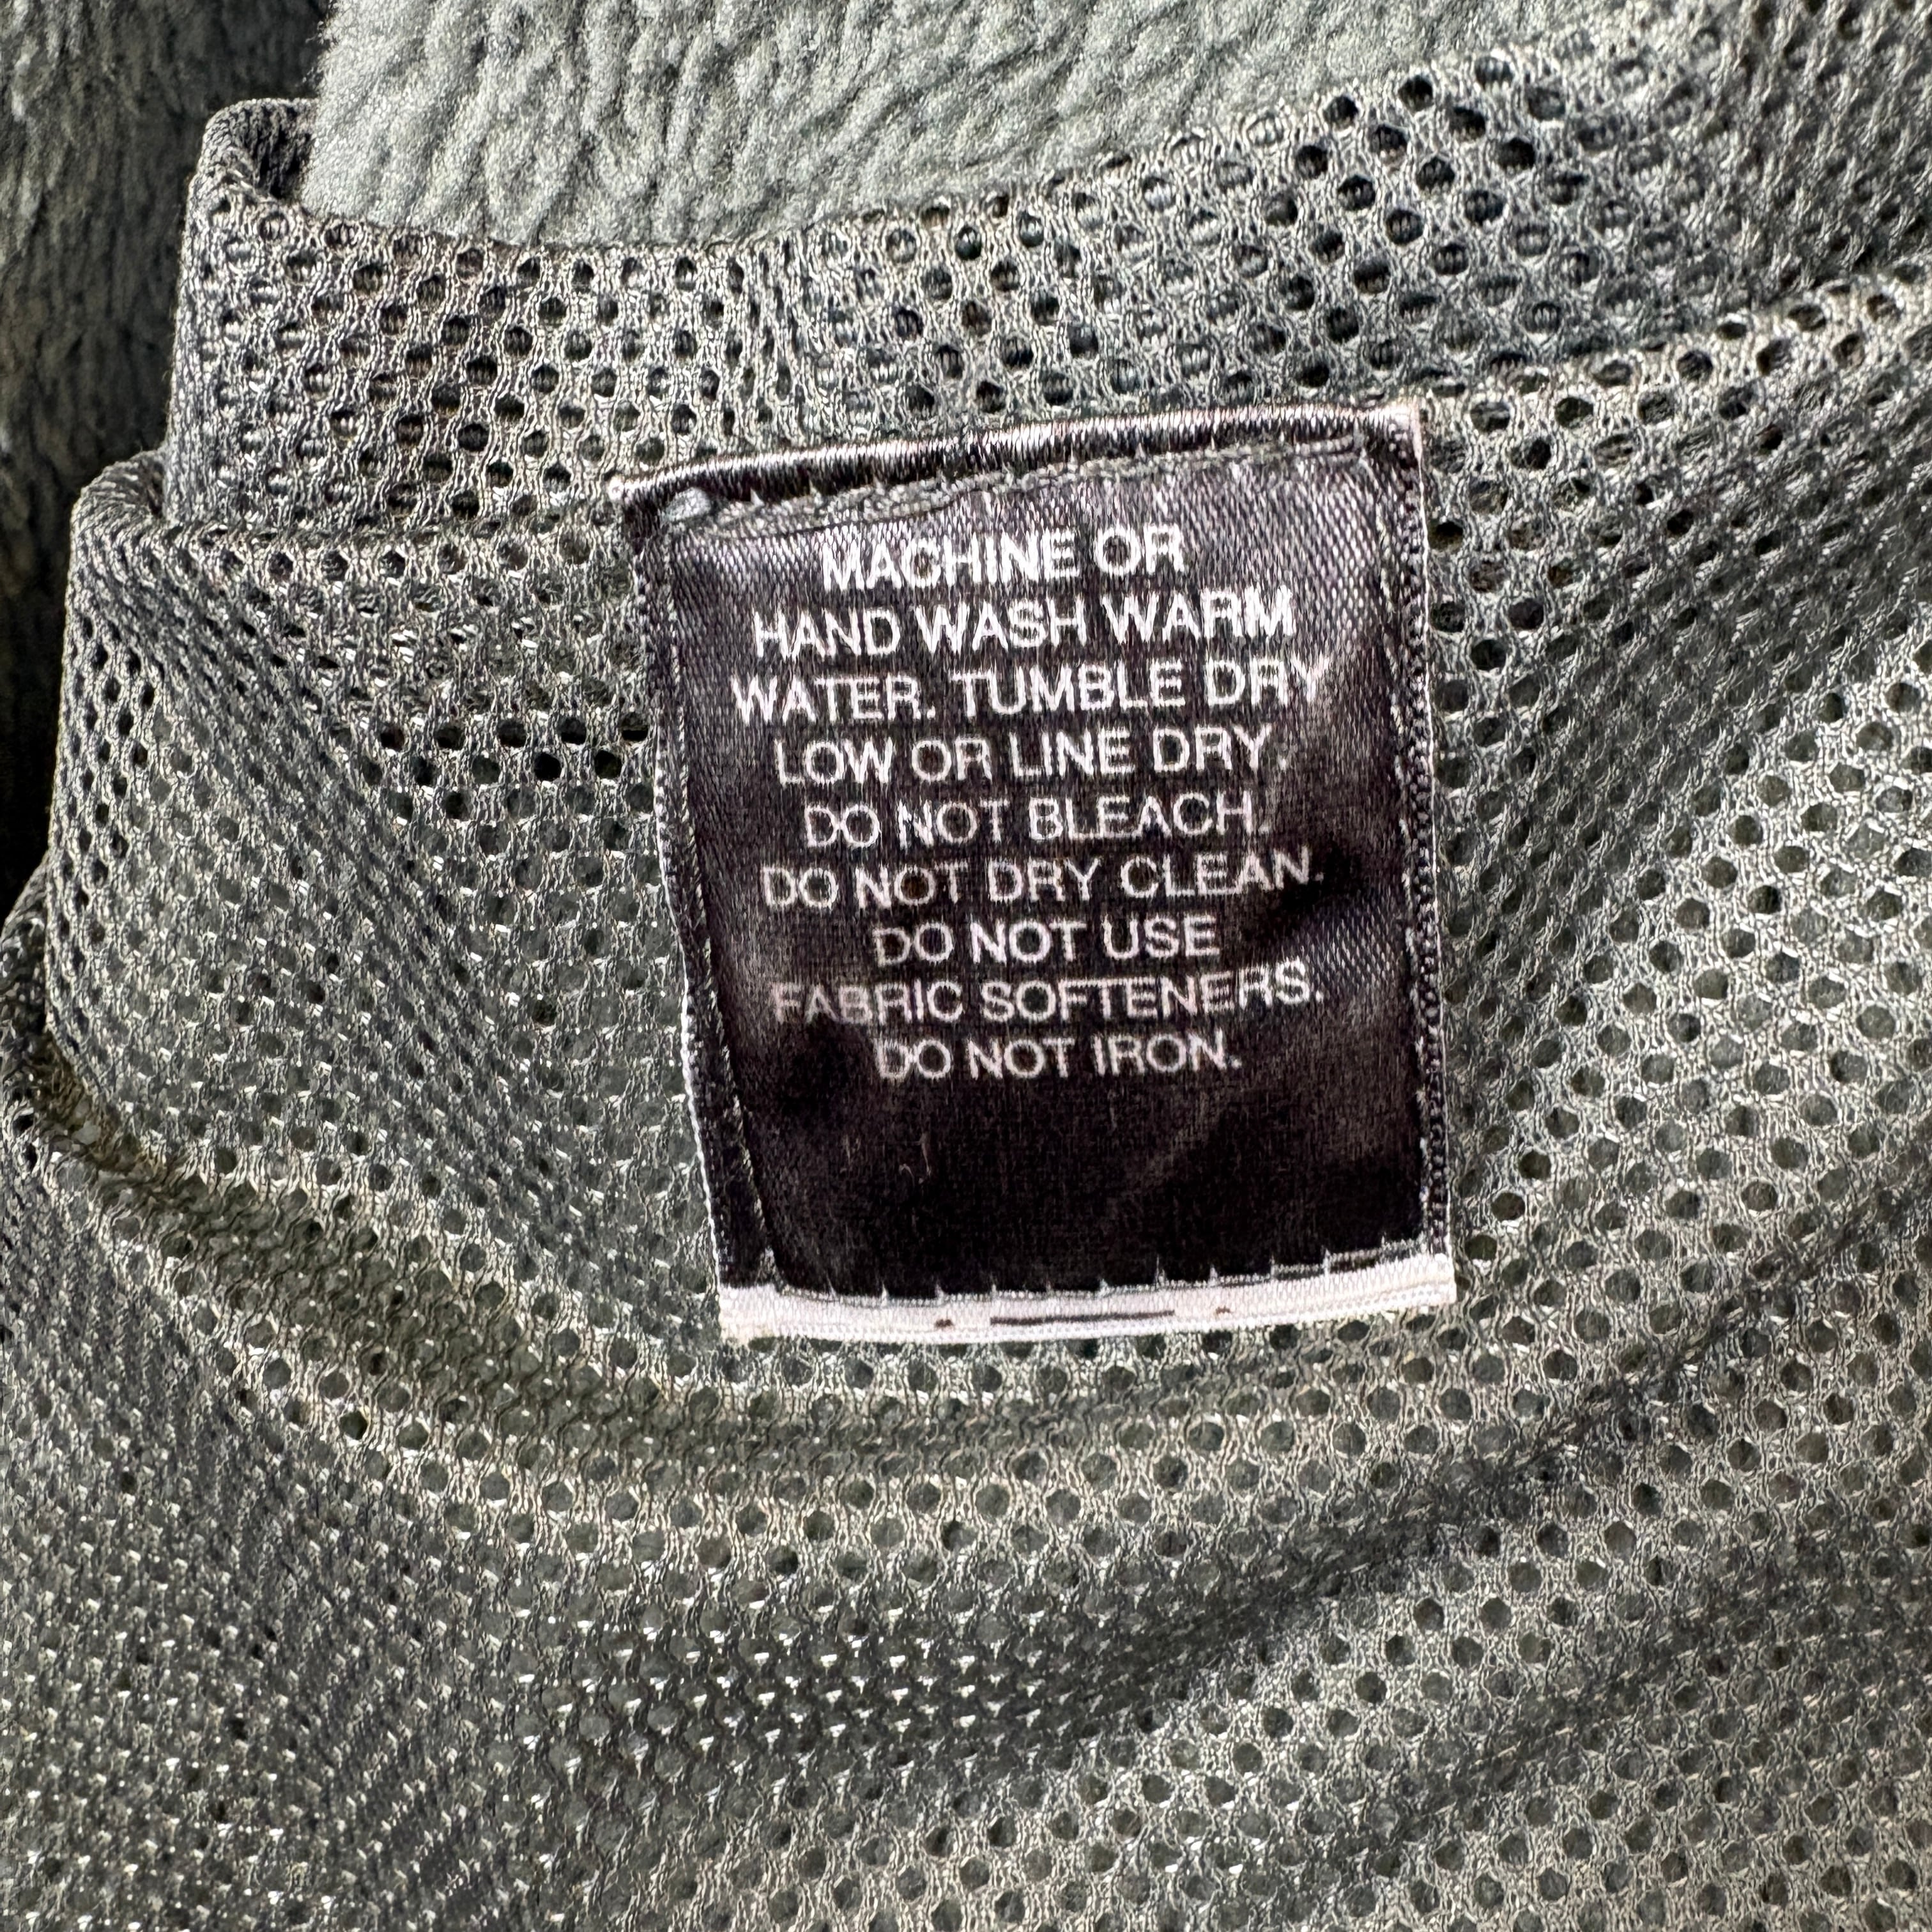 MACHINE OR
HAND WASH WARM
WATER. TUMBLE DRY
LOW OR LINE DRY.
DO NOT BLEACH.
DO NOT DRY CLEAN.
DO NOT USE
FABRIC SOFTENERS.
DO NOT IRON.